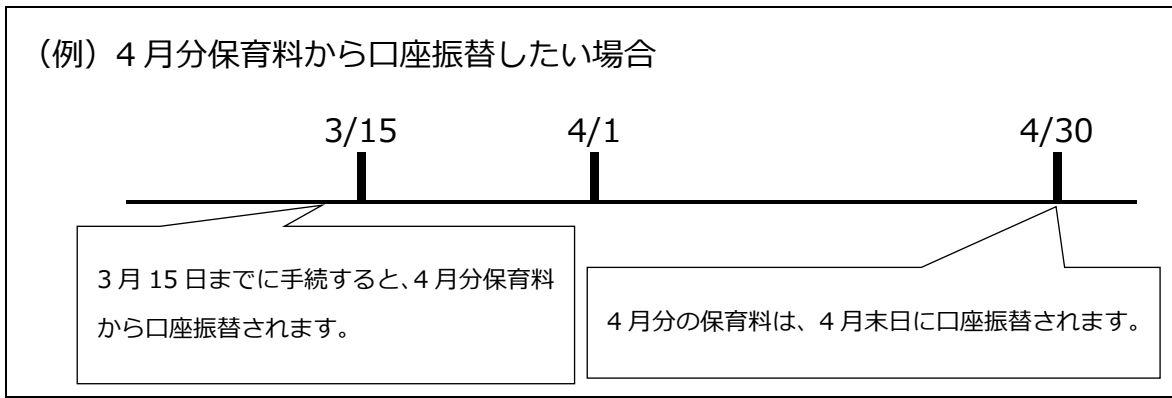 （例）４月分保育料から口座振替したい場合
3/15 4/1 4/30
3 月 15 日までに手続すると、4 月分保育料
から口座振替されます。
４月分の保育料は、４月末日に口座振替されます。